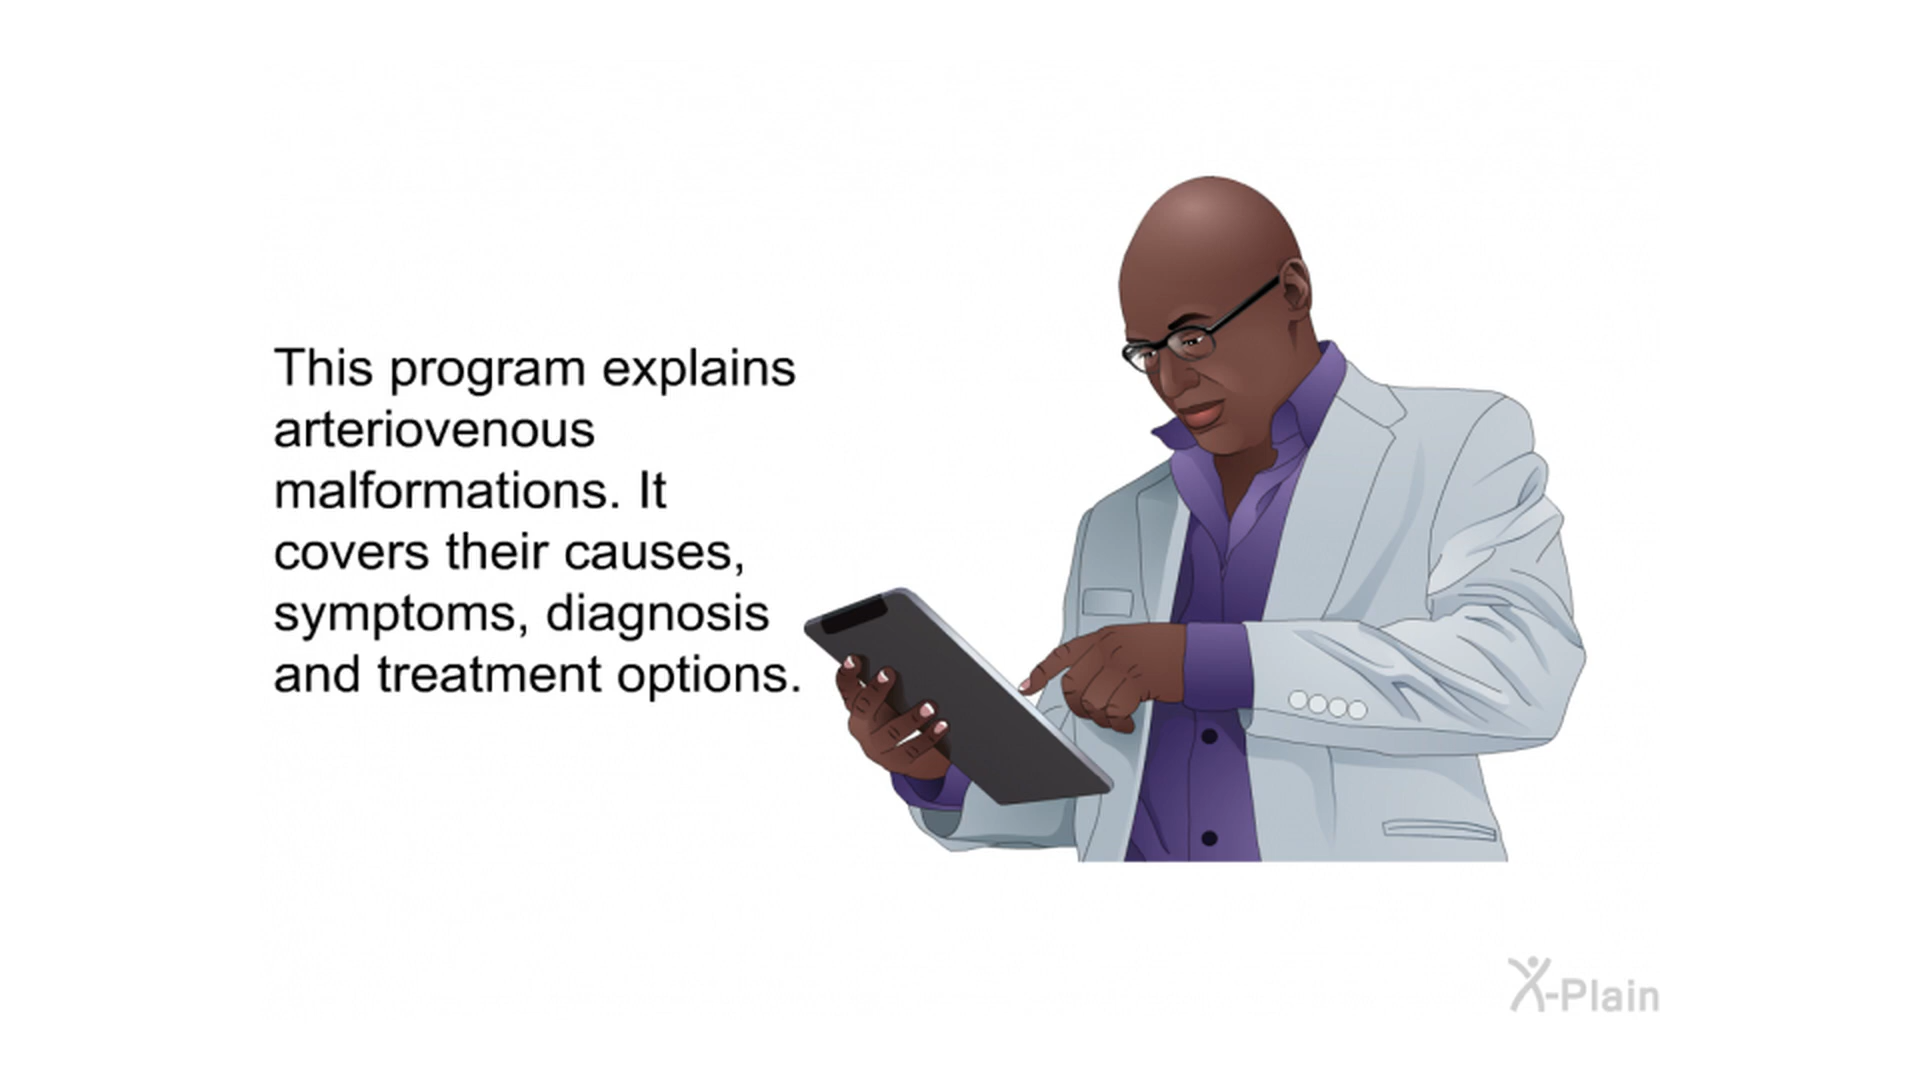 This program explains
arteriovenous
malformations. It
covers their causes,
symptoms, diagnosis
and treatment options.
X-Plain